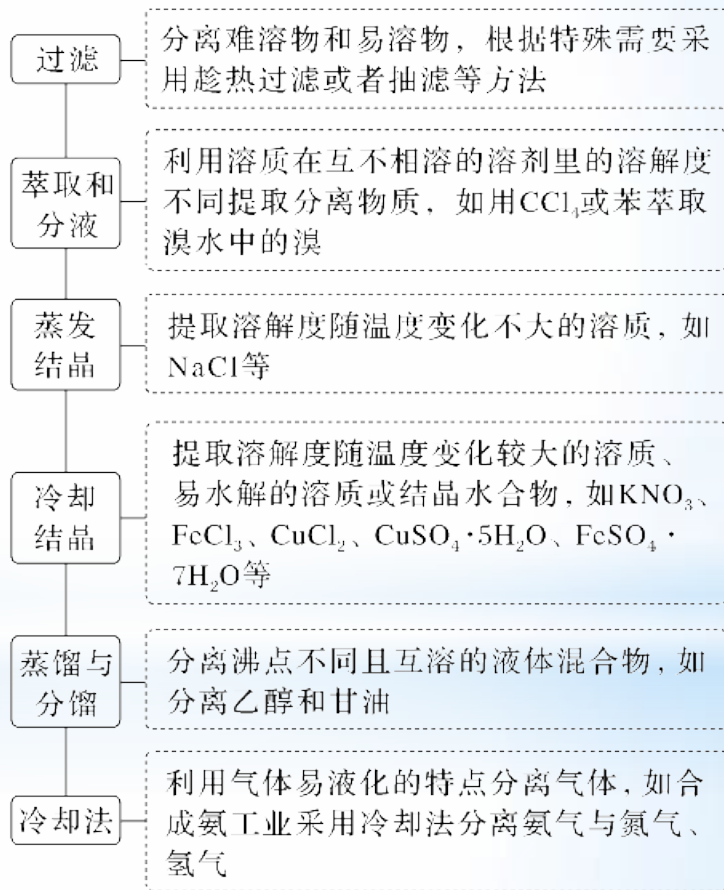 过滤
分离难溶物和易溶物，根据特殊需要采
用趁热过滤或者抽滤等方法
萃取和
分液
利用溶质在互不相溶的溶剂里的溶解度
不同提取分离物质，如用CCl₄或苯萃取
溴水中的溴
蒸发
结晶
提取溶解度随温度变化不大的溶质，如
NaCl等
冷却
结晶
提取溶解度随温度变化较大的溶质、
易水解的溶质或结晶水合物，如KNO₃、
FeCl₃、CuCl₂、CuSO₄·5H₂O、FeSO₄·
7H₂O等
蒸馏与
分馏
分离沸点不同且互溶的液体混合物，如
分离乙醇和甘油
冷却法
利用气体易液化的特点分离气体，如合
成氨工业采用冷却法分离氨气与氮气、
氢气